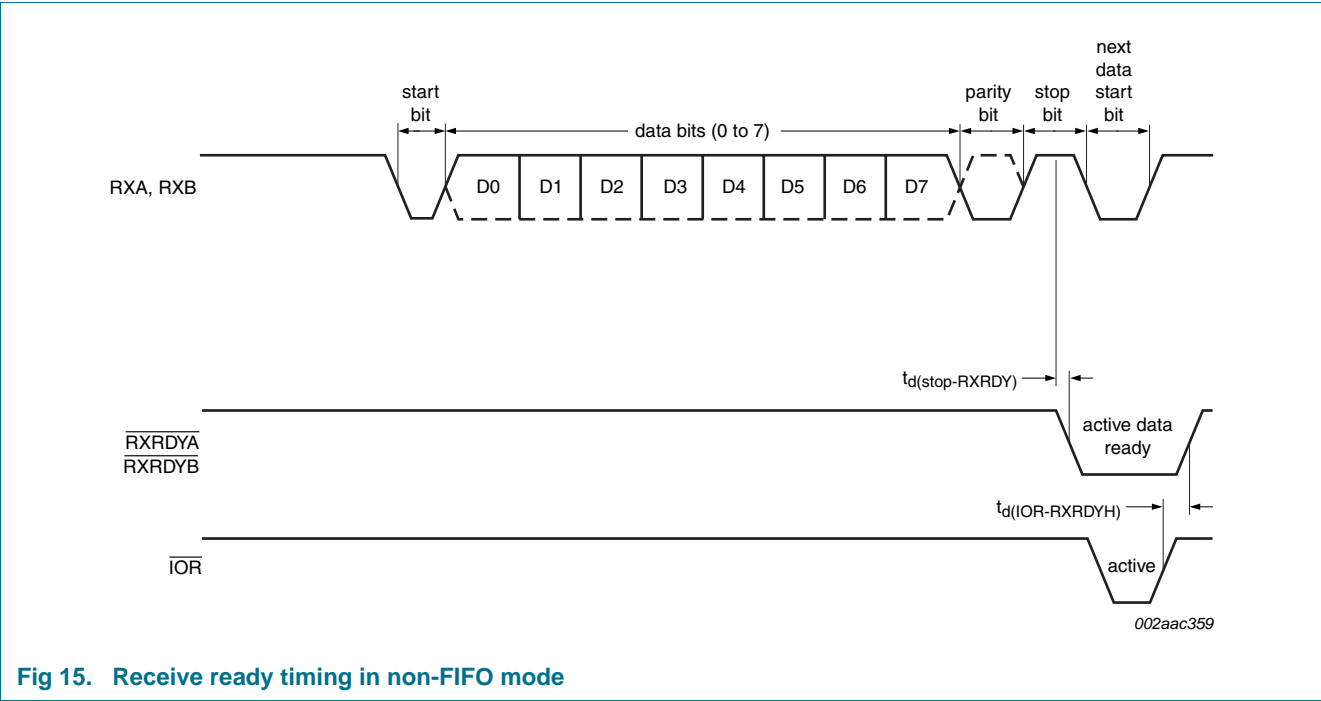 next
data
start
bit
start
bit
parity
bit
stop
bit
data bits (0 to 7)
RXA, RXB
D0 D1 D2 D3 D4 D5 D6 D7
td(stop-RXRDY)
RXRDYA
RXRDYB
active data
ready
td(IOR-RXRDYH)
IOR
active
002aac359
Fig 15. Receive ready timing in non-FIFO mode